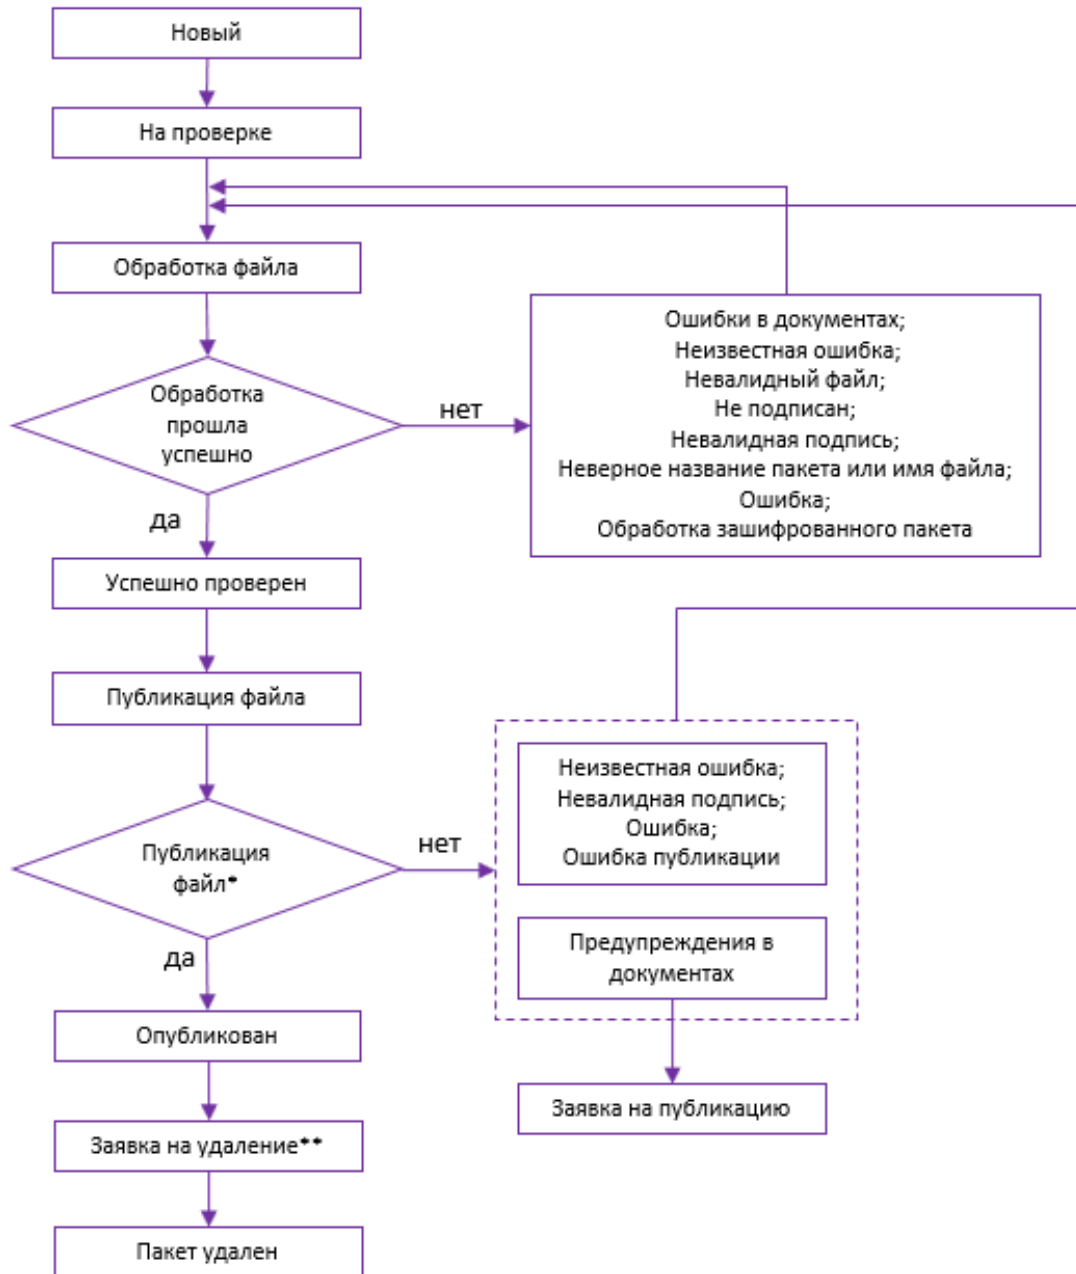 Новый
На проверке
Обработка файла
Ошибки в документах;
Неизвестная ошибка;
Невалидный файл;
Не подписан;
Невалидная подпись;
Неверное название пакета или имя файла;
Ошибка;
Обработка зашифрованного пакета
Обработка
прошла
успешно
нет
да
Успешно проверен
Публикация файла
Неизвестная ошибка;
Невалидная подпись;
Ошибка;
Ошибка публикации
Публикация
файл*
нет
да
Предупреждения в
документах
Опубликован
Заявка на публикацию
Заявка на удаление**
Пакет удален